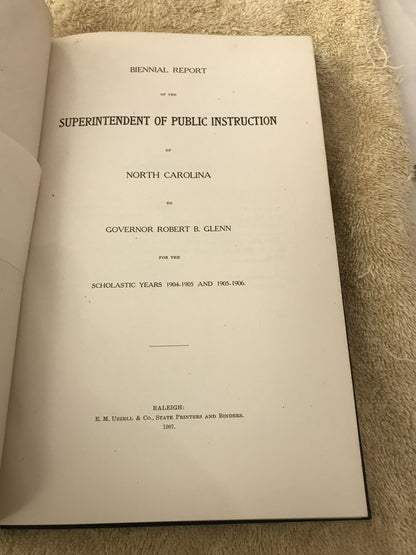 BIENNIAL REPORT
OF THE
SUPERINTENDENT OF PUBLIC INSTRUCTION
OF
NORTH CAROLINA
TO
GOVERNOR ROBERT B. GLENN
FOR THE
SCHOLASTIC YEARS 1904-1905 AND 1905-1906.
RALEIGH:
E. M. UZZELL & CO., STATE PRINTERS AND BINDERS.
1907.